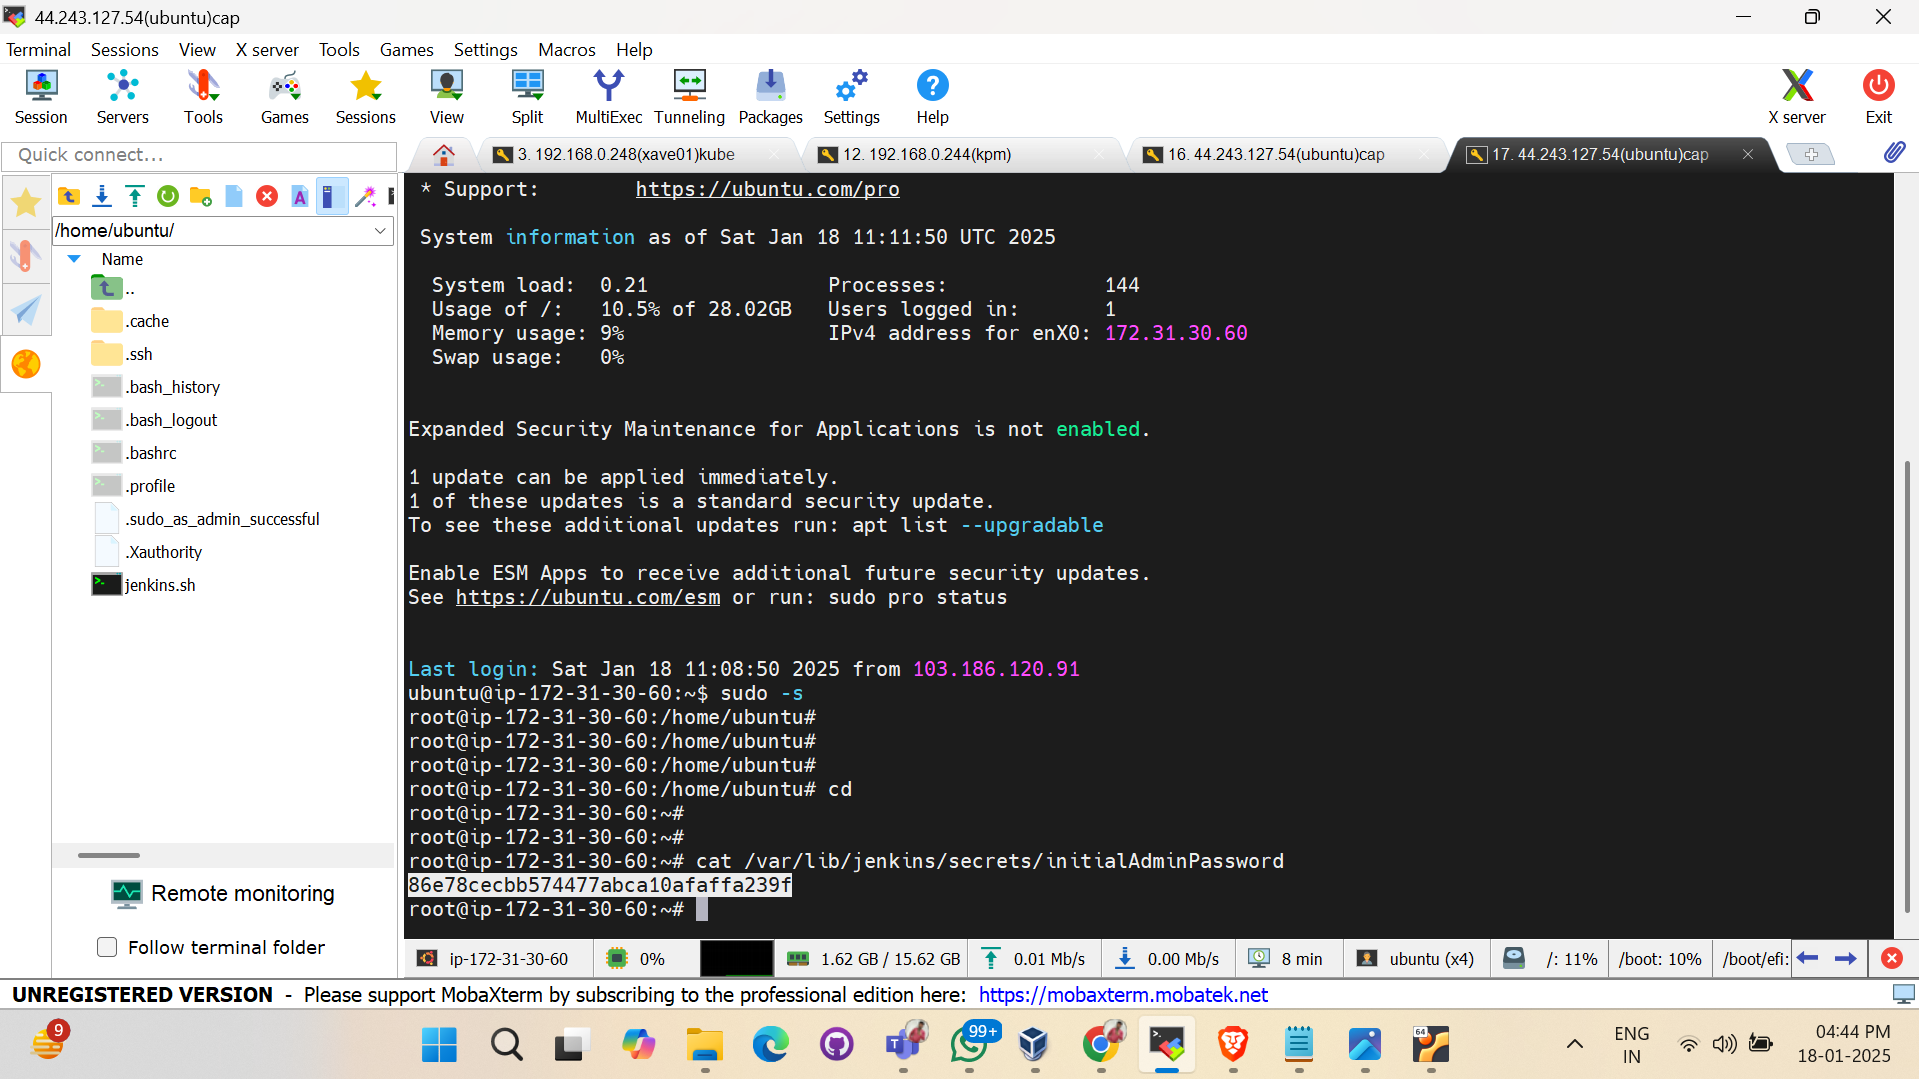 44.243.127.54(ubuntu)cap
Terminal Sessions View X server Tools Games Settings Macros Help
Session Servers Tools Games Sessions View Split MultiExec Tunneling Packages Settings Help X server Exit
Quick connect...
3. 192.168.0.248(xave01)kube
12. 192.168.0.244(kpm)
16. 44.243.127.54(ubuntu)cap
17. 44.243.127.54(ubuntu)cap
/home/ubuntu/
Name
..
.cache
.ssh
.bash_history
.bash_logout
.bashrc
.profile
.sudo_as_admin_successful
.Xauthority
jenkins.sh
Remote monitoring
Follow terminal folder
* Support: https://ubuntu.com/pro
System information as of Sat Jan 18 11:11:50 UTC 2025
System load: 0.21 Processes: 144
Usage of /: 10.5% of 28.02GB Users logged in: 1
Memory usage: 9% IPv4 address for enX0: 172.31.30.60
Swap usage: 0%
Expanded Security Maintenance for Applications is not enabled.
1 update can be applied immediately.
1 of these updates is a standard security update.
To see these additional updates run: apt list --upgradable
Enable ESM Apps to receive additional future security updates.
See https://ubuntu.com/esm or run: sudo pro status
Last login: Sat Jan 18 11:08:50 2025 from 103.186.120.91
ubuntu@ip-172-31-30-60:~$ sudo -s
root@ip-172-31-30-60:/home/ubuntu#
root@ip-172-31-30-60:/home/ubuntu#
root@ip-172-31-30-60:/home/ubuntu#
root@ip-172-31-30-60:/home/ubuntu# cd
root@ip-172-31-30-60:~#
root@ip-172-31-30-60:~#
root@ip-172-31-30-60:~# cat /var/lib/jenkins/secrets/initialAdminPassword
86e78cecbb574477abca10afaffa239f
root@ip-172-31-30-60:~#
ip-172-31-30-60 0% 1.62 GB / 15.62 GB 0.01 Mb/s 0.00 Mb/s 8 min ubuntu (x4) /: 11% /boot: 10% /boot/efi:
UNREGISTERED VERSION - Please support MobaXterm by subscribing to the professional edition here: https://mobaxterm.mobatek.net
9
99+
64
ENG
IN
04:44 PM
18-01-2025